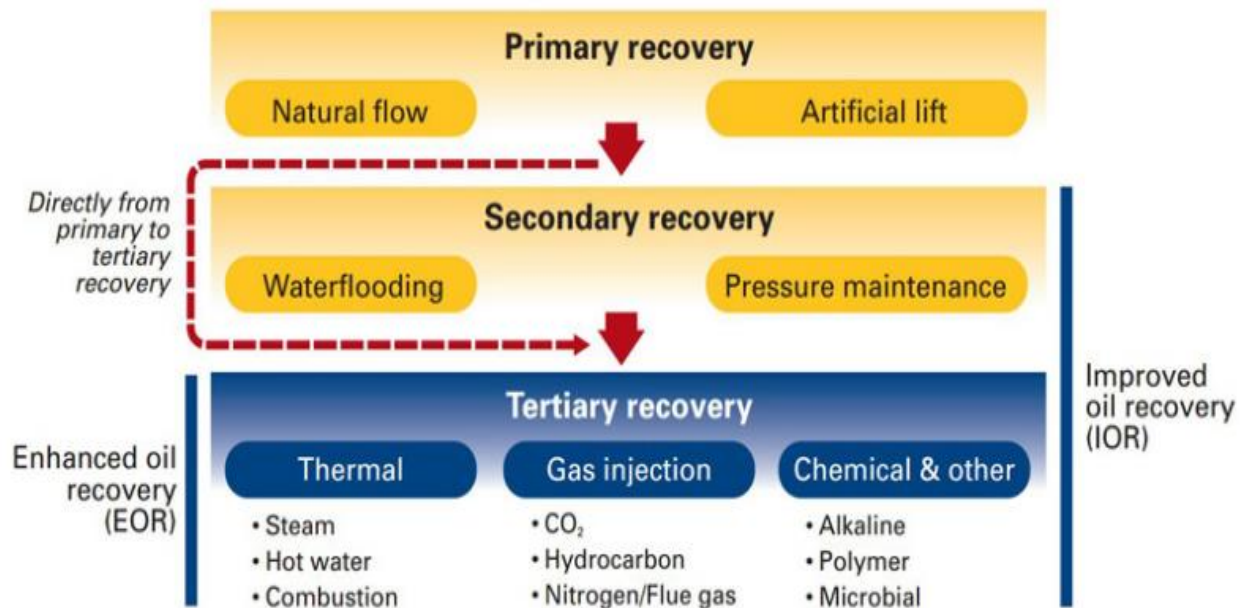 Primary recovery
Natural flow
Artificial lift
Directly from
primary to
tertiary
recovery
Secondary recovery
Waterflooding
Pressure maintenance
Improved
oil recovery
(IOR)
Enhanced oil
recovery
(EOR)
Tertiary recovery
Thermal
• Steam
• Hot water
• Combustion
Gas injection
• CO₂
• Hydrocarbon
• Nitrogen/Flue gas
Chemical & other
• Alkaline
• Polymer
• Microbial